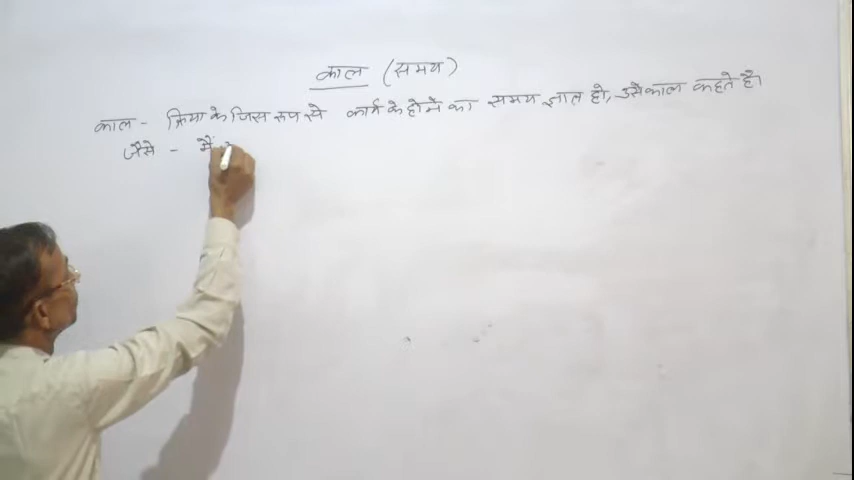 काल (समय)
काल - क्रिया के जिस रूप से कार्य के होने का समय ज्ञात हो, उसे काल कहते है।
जैसे - मैं